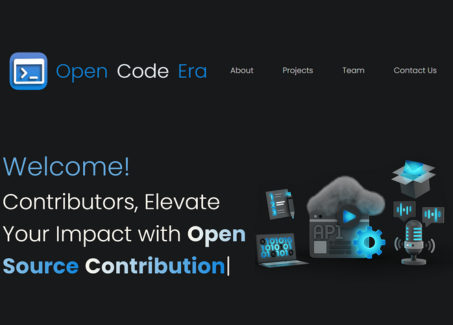 Open Code Era
About
Projects
Team
Contact Us
Welcome!
Contributors, Elevate
Your Impact with Open
Source Contribution|
API